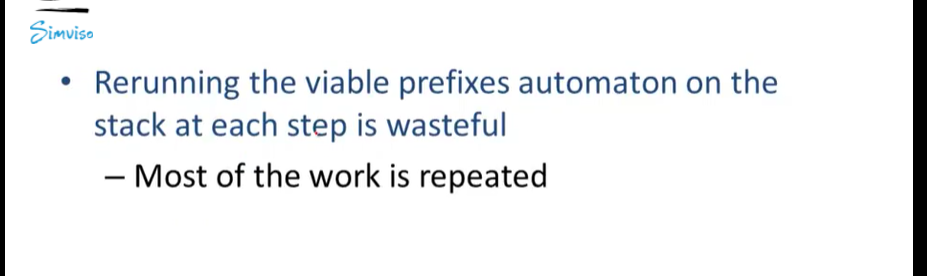 Simviso
• Rerunning the viable prefixes automaton on the
stack at each step is wasteful
– Most of the work is repeated